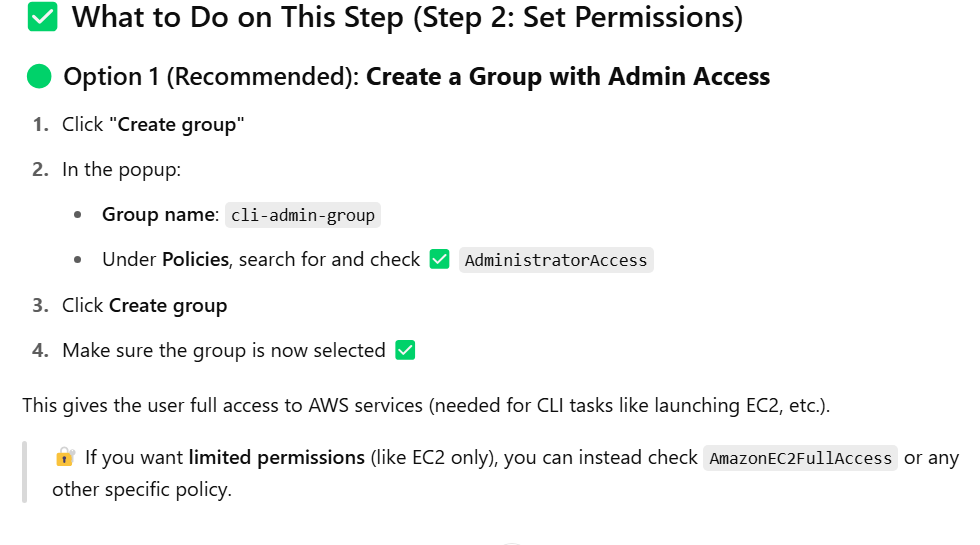 ✅ What to Do on This Step (Step 2: Set Permissions)
🟢 Option 1 (Recommended): Create a Group with Admin Access
1. Click "Create group"
2. In the popup:
• Group name: cli-admin-group
• Under Policies, search for and check ✅ AdministratorAccess
3. Click Create group
4. Make sure the group is now selected ✅
This gives the user full access to AWS services (needed for CLI tasks like launching EC2, etc.).
🔐 If you want limited permissions (like EC2 only), you can instead check AmazonEC2FullAccess or any
other specific policy.